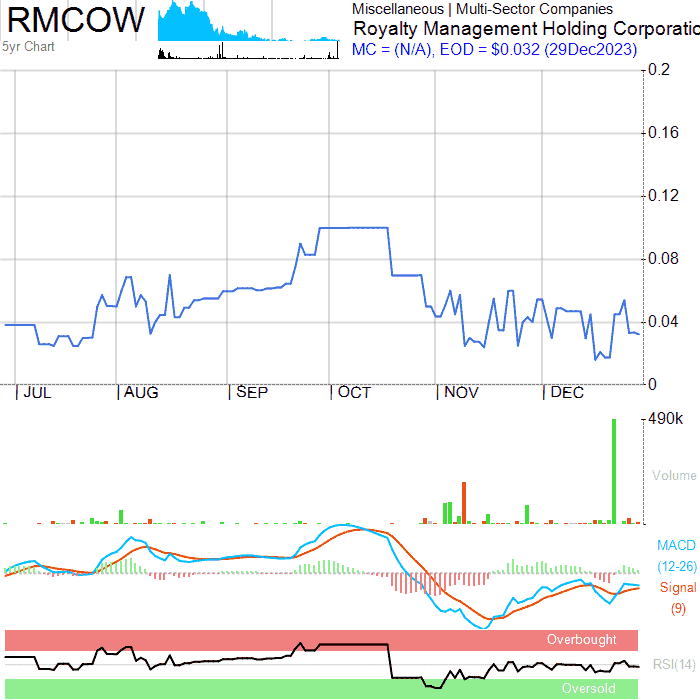 RMCOW
5yr Chart
Miscellaneous | Multi-Sector Companies
Royalty Management Holding Corporatio
MC = (N/A), EOD = $0.032 (29Dec2023)
0.2
0.16
0.12
0.08
0.04
0
JUL AUG SEP OCT NOV DEC
490k
Volume
MACD
(12-26)
Signal
(9)
Overbought
RSI(14)
Oversold